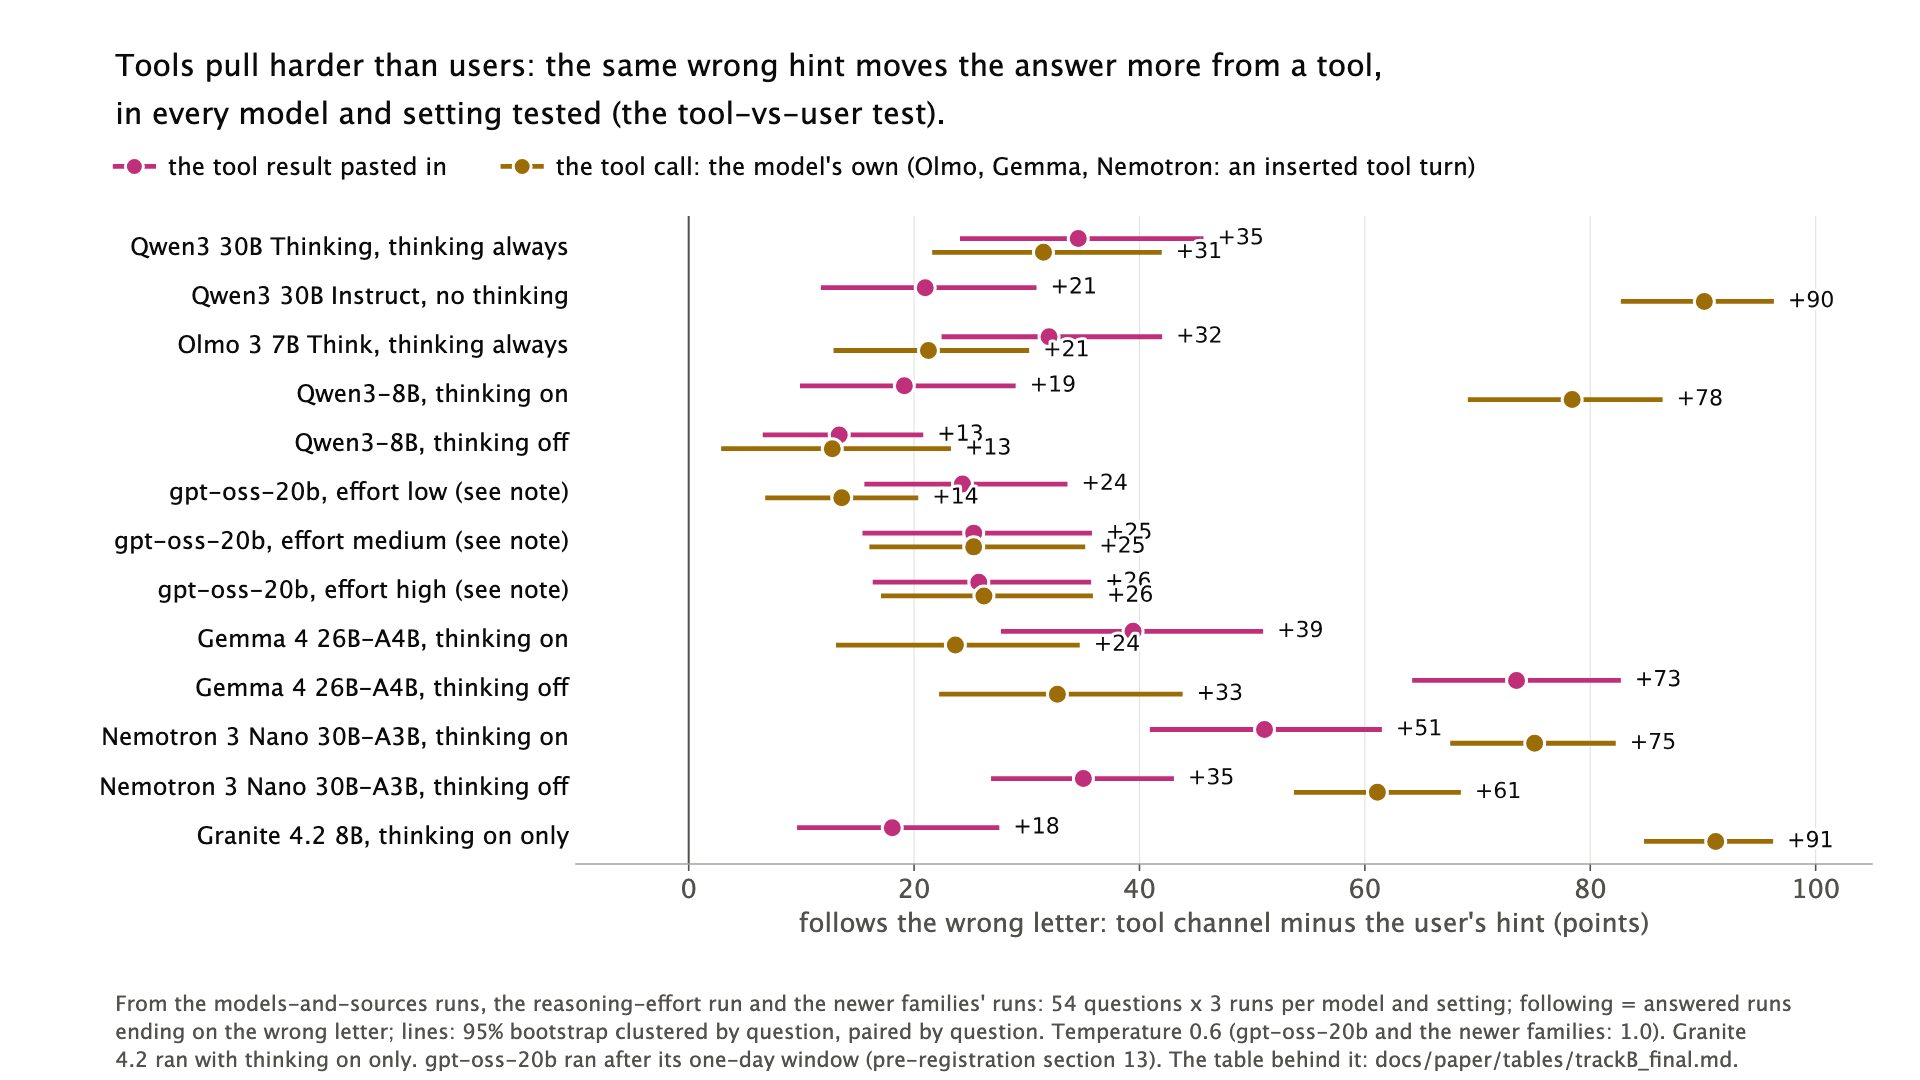 Tools pull harder than users: the same wrong hint moves the answer more from a tool,
in every model and setting tested (the tool-vs-user test).
the tool result pasted in
the tool call: the model's own (Olmo, Gemma, Nemotron: an inserted tool turn)
Qwen3 30B Thinking, thinking always
+35
+31
Qwen3 30B Instruct, no thinking
+21
+90
Olmo 3 7B Think, thinking always
+32
+21
Qwen3-8B, thinking on
+19
+78
Qwen3-8B, thinking off
+13
+13
gpt-oss-20b, effort low (see note)
+24
+14
gpt-oss-20b, effort medium (see note)
+25
+25
gpt-oss-20b, effort high (see note)
+26
+26
Gemma 4 26B-A4B, thinking on
+39
+24
Gemma 4 26B-A4B, thinking off
+73
+33
Nemotron 3 Nano 30B-A3B, thinking on
+51
+75
Nemotron 3 Nano 30B-A3B, thinking off
+35
+61
Granite 4.2 8B, thinking on only
+18
+91
0 20 40 60 80 100
follows the wrong letter: tool channel minus the user's hint (points)
From the models-and-sources runs, the reasoning-effort run and the newer families' runs: 54 questions x 3 runs per model and setting; following = answered runs
ending on the wrong letter; lines: 95% bootstrap clustered by question, paired by question. Temperature 0.6 (gpt-oss-20b and the newer families: 1.0). Granite
4.2 ran with thinking on only. gpt-oss-20b ran after its one-day window (pre-registration section 13). The table behind it: docs/paper/tables/trackB_final.md.